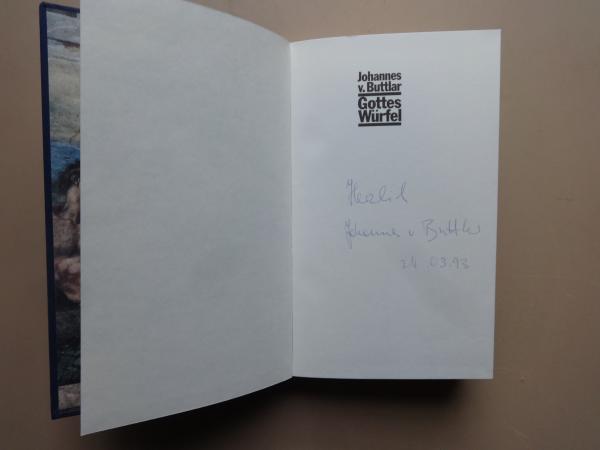 Johannes
v. Buttlar
Gottes
Würfel
Herzlich
Johannes v Buttlar
24.03.93